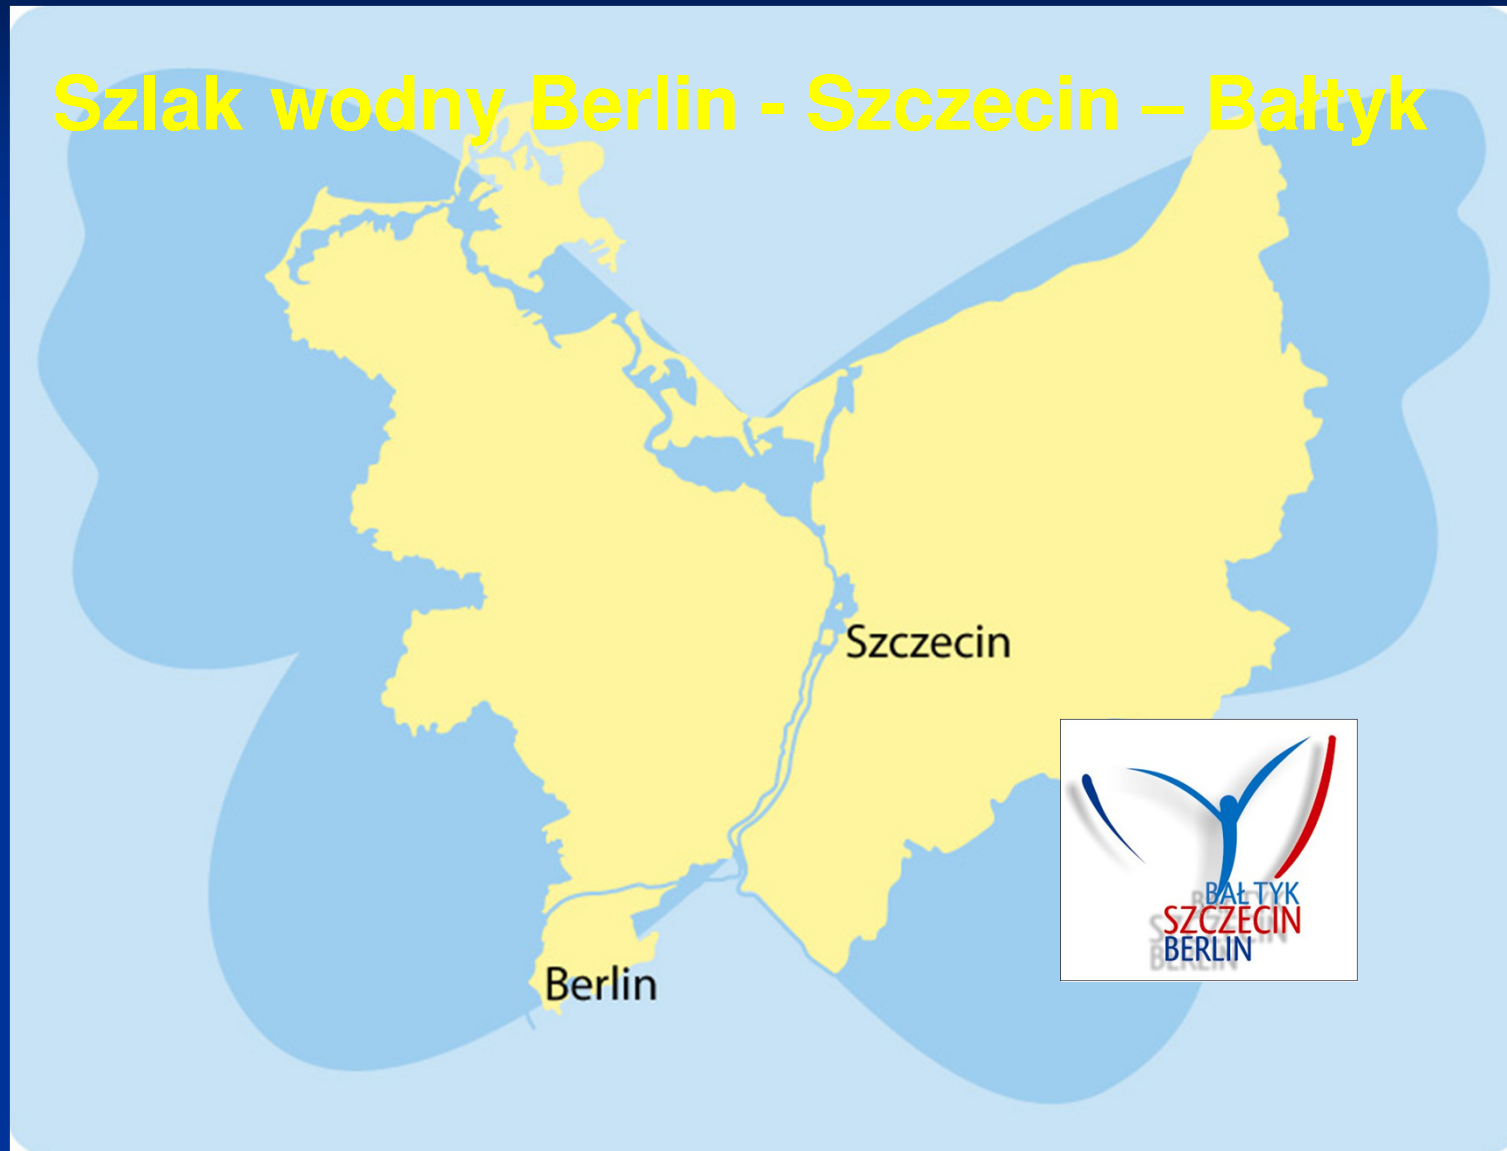 Szlak wodny Berlin - Szczecin – Bałtyk
Szczecin
BAŁTYK
SZCZECIN
BERLIN
Berlin